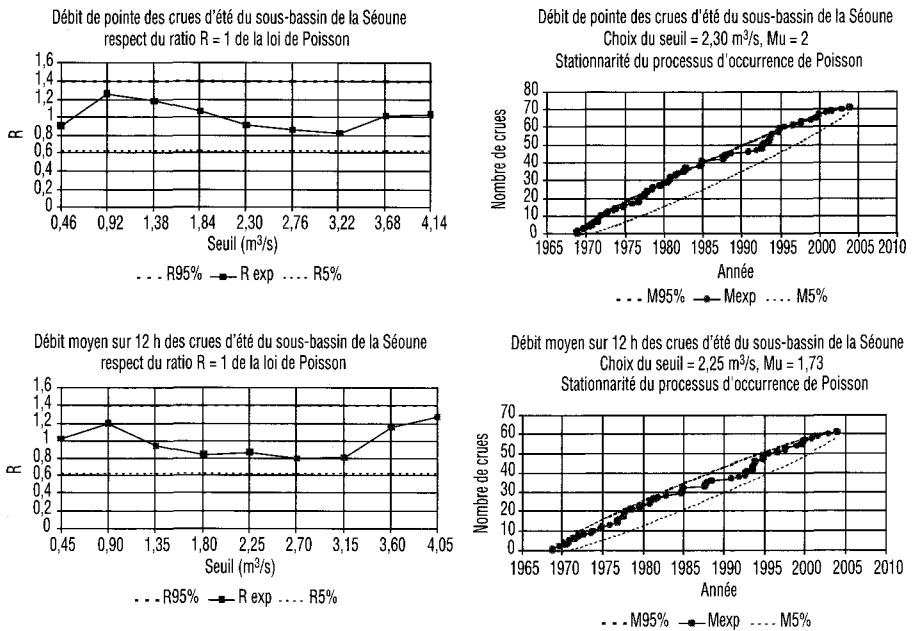 Débit de pointe des crues d'été du sous-bassin de la Séoune
respect du ratio R = 1 de la loi de Poisson
1,6
1,4
1,2
1
0,8
0,6
0,4
0,2
0
R
0,46 0,92 1,38 1,84 2,30 2,76 3,22 3,68 4,14
Seuil (m³/s)
R95% R exp R5%
Débit de pointe des crues d'été du sous-bassin de la Séoune
Choix du seuil = 2,30 m³/s, Mu = 2
Stationnarité du processus d'occurrence de Poisson
80
70
60
50
40
30
20
10
0
Nombre de crues
1965 1970 1975 1980 1985 1990 1995 2000 2005 2010
Année
M95% Mexp M5%
Débit moyen sur 12 h des crues d'été du sous-bassin de la Séoune
respect du ratio R = 1 de la loi de Poisson
1,6
1,4
1,2
1
0,8
0,6
0,4
0,2
0
R
0,45 0,90 1,35 1,80 2,25 2,70 3,15 3,60 4,05
Seuil (m³/s)
R95% R exp R5%
Débit moyen sur 12 h des crues d'été du sous-bassin de la Séoune
Choix du seuil = 2,25 m³/s, Mu = 1,73
Stationnarité du processus d'occurrence de Poisson
70
60
50
40
30
20
10
0
Nombre de crues
1965 1970 1975 1980 1985 1990 1995 2000 2005 2010
Année
M95% Mexp M5%